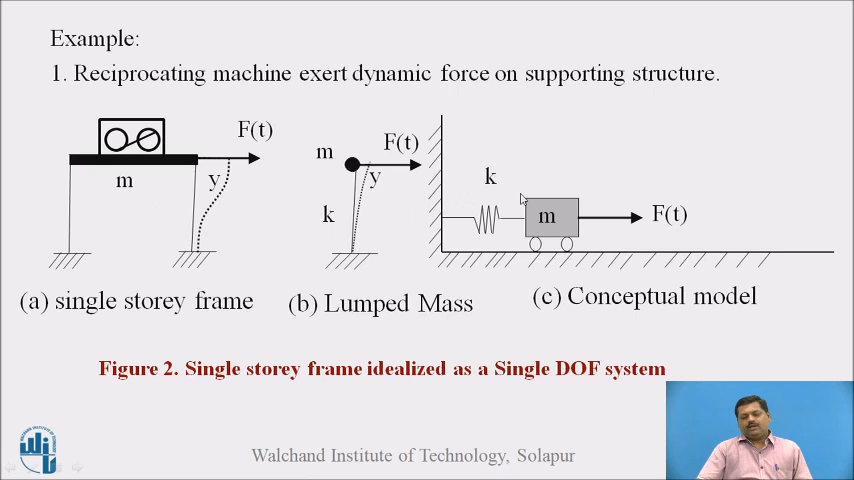 Example:
1. Reciprocating machine exert dynamic force on supporting structure.
F(t)
m
y
(a) single storey frame
m
F(t)
y
k
(b) Lumped Mass
k
m
F(t)
(c) Conceptual model
Figure 2. Single storey frame idealized as a Single DOF system
Walchand Institute of Technology, Solapur